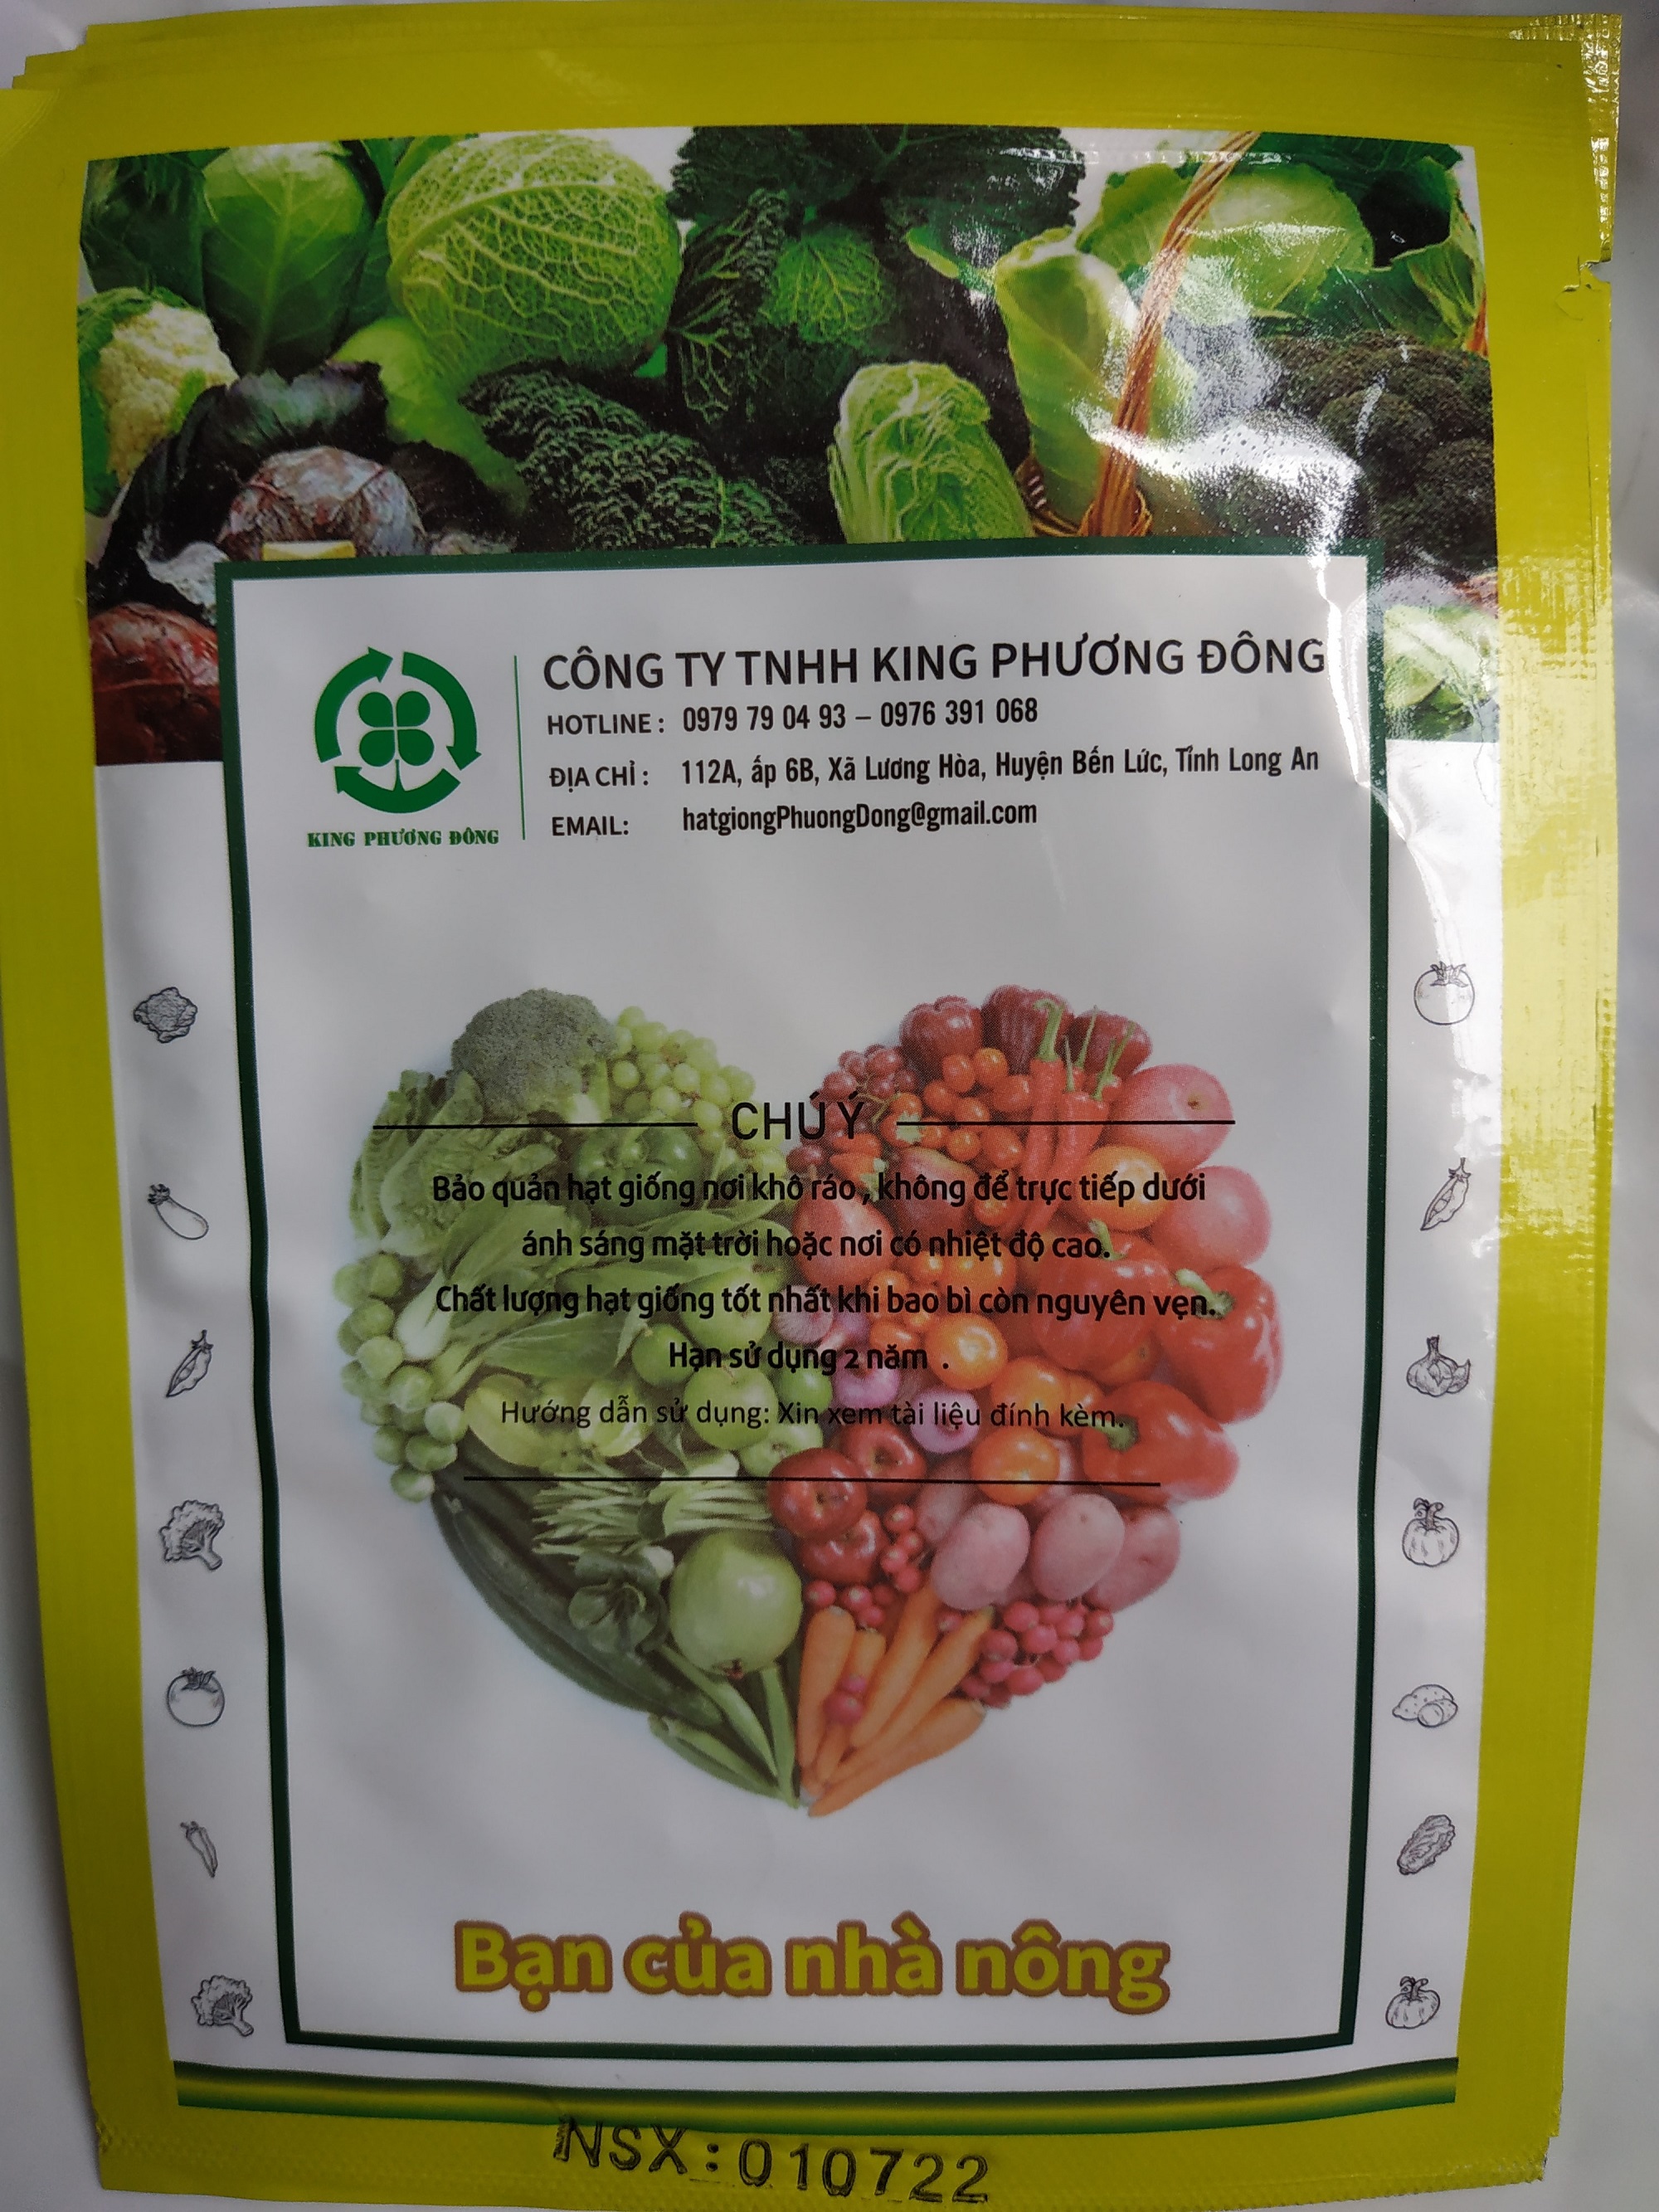 CÔNG TY TNHH KING PHƯƠNG ĐÔNG
HOTLINE : 0979 79 04 93 – 0976 391 068
ĐỊA CHỈ : 112A, ấp 6B, Xã Lương Hòa, Huyện Bến Lức, Tỉnh Long An
EMAIL: hatgiongPhuongDong@gmail.com
KING PHƯƠNG ĐÔNG
CHÚ Ý
Bảo quản hạt giống nơi khô ráo , không để trực tiếp dưới
ánh sáng mặt trời hoặc nơi có nhiệt độ cao.
Chất lượng hạt giống tốt nhất khi bao bì còn nguyên vẹn.
Hạn sử dụng 2 năm .
Hướng dẫn sử dụng: Xin xem tài liệu đính kèm.
Bạn của nhà nông
NSX: 010722